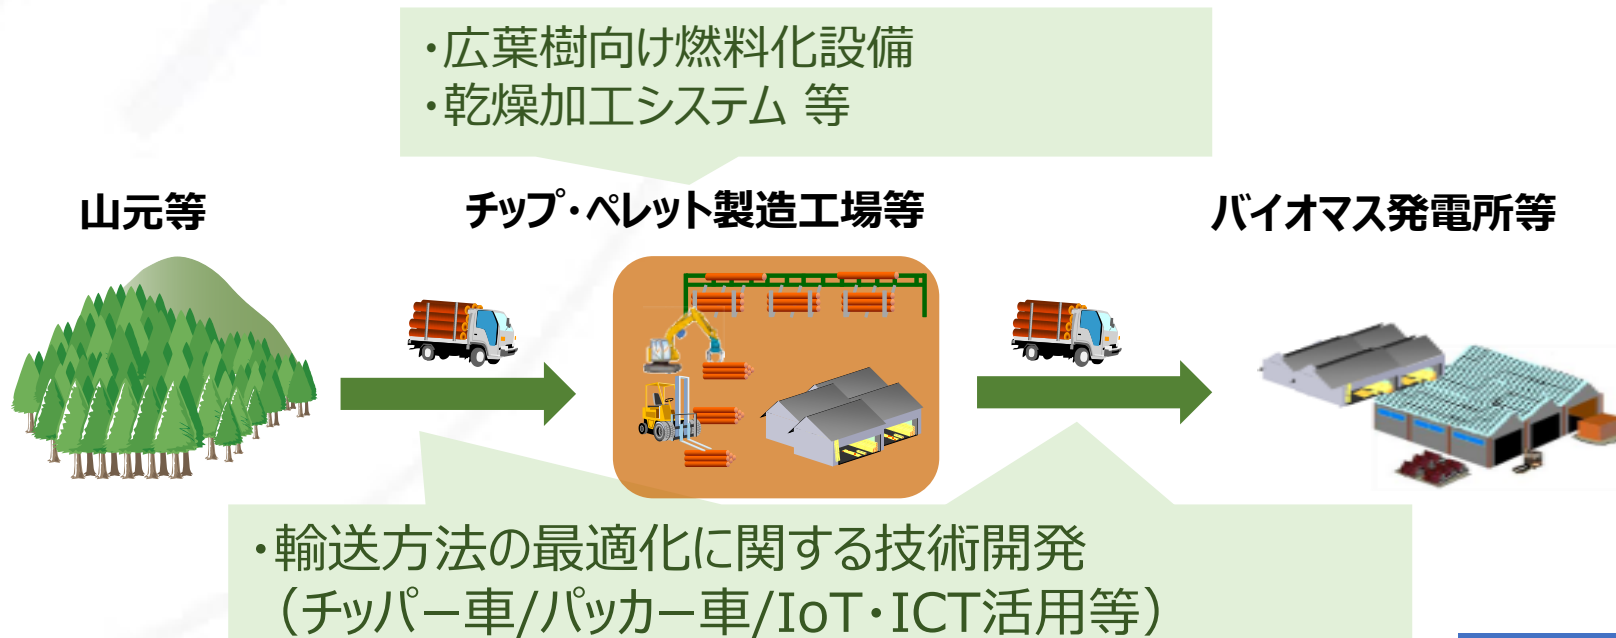 ・広葉樹向け燃料化設備
・乾燥加工システム 等
山元等
チップ・ペレット製造工場等
バイオマス発電所等
・輸送方法の最適化に関する技術開発
（チッパー車/パッカー車/IoT・ICT活用等）